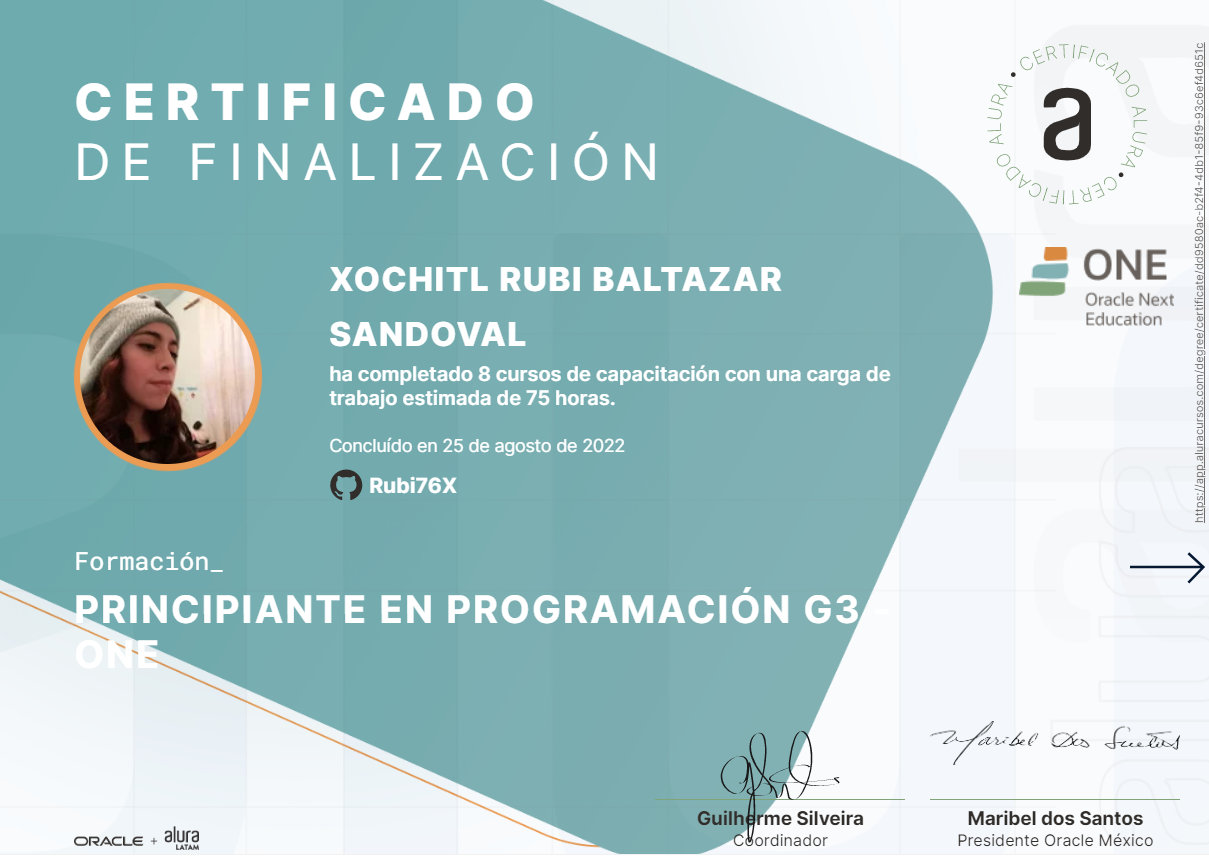 CERTIFICADO
DE FINALIZACIÓN
CERTIFICADO ALURA • CERTIFICADO ALURA •
a
ONE
Oracle Next
Education
https://app.aluracursos.com/degree/certificate/dd9580ac-b2f4-4db1-85f9-93c6ef4d651c
XOCHITL RUBI BALTAZAR
SANDOVAL
ha completado 8 cursos de capacitación con una carga de
trabajo estimada de 75 horas.
Concluído en 25 de agosto de 2022
Rubi76X
Formación_
PRINCIPIANTE EN PROGRAMACIÓN G3 -
ONE
Maribel Dos Santos
Guilherme Silveira
Coordinador
Maribel dos Santos
Presidente Oracle México
ORACLE + alura
LATAM
alura